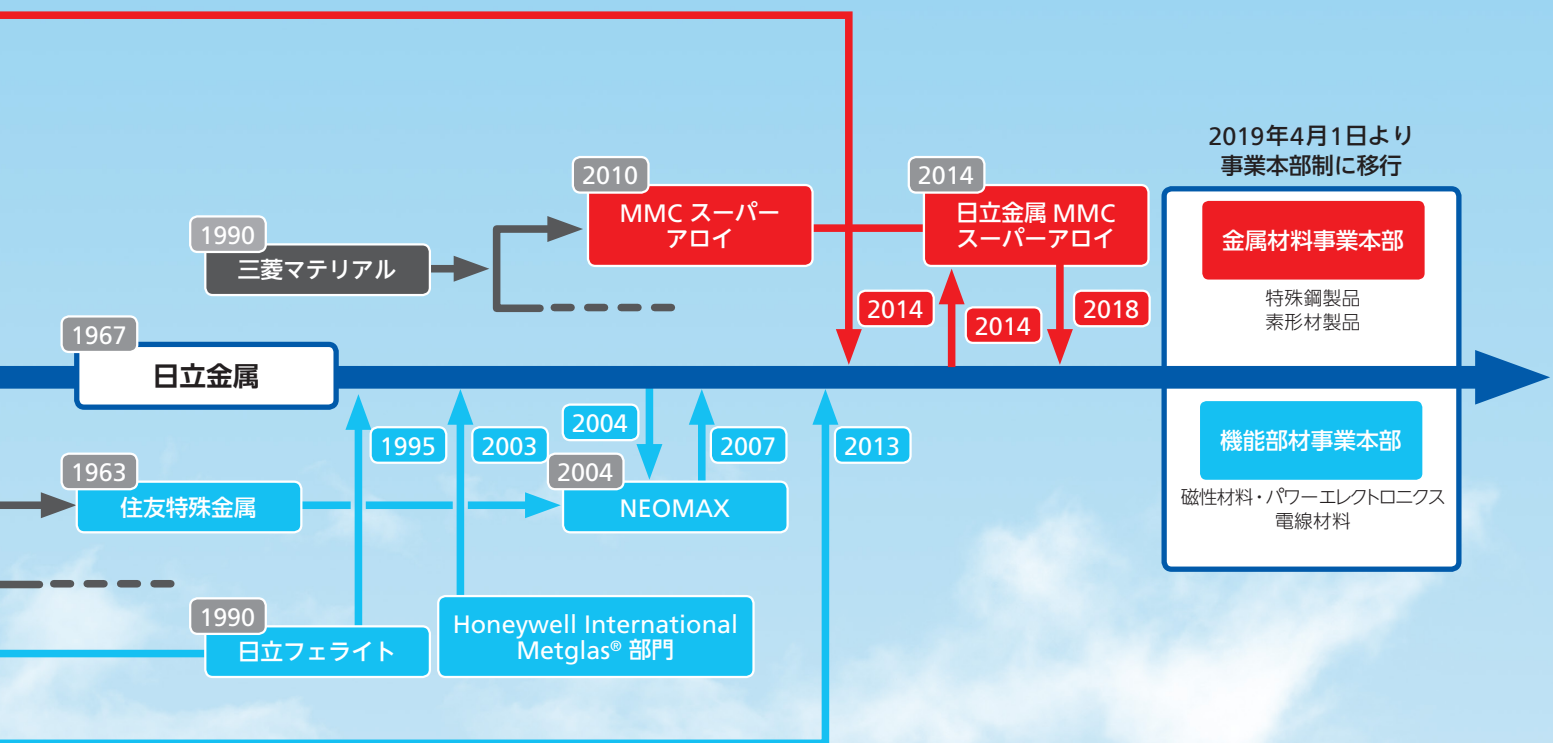 2019年4月1日より
事業本部制に移行
2010
MMC スーパー
アロイ
2014
日立金属 MMC
スーパーアロイ
金属材料事業本部
特殊鋼製品
素形材製品
1990
三菱マテリアル
2014
2014
2018
1967
日立金属
1995
2003
2004
2007
2013
機能部材事業本部
磁性材料・パワーエレクトロニクス
電線材料
1963
住友特殊金属
2004
NEOMAX
1990
日立フェライト
Honeywell International
Metglas® 部門